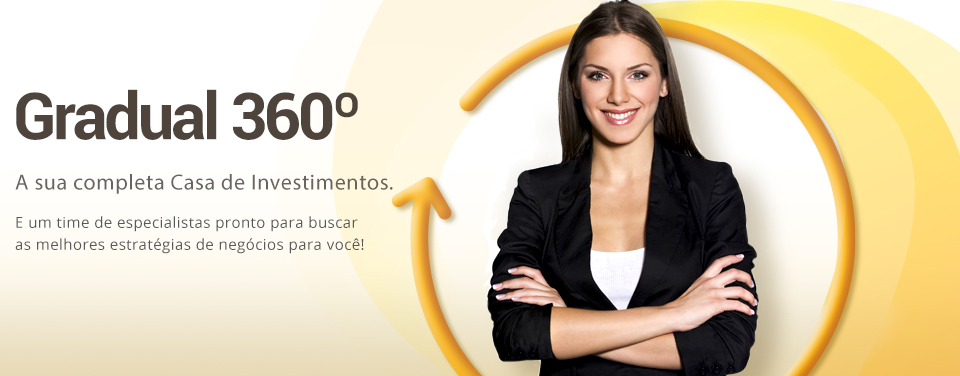 Gradual 360º
A sua completa Casa de Investimentos.
E um time de especialistas pronto para buscar
as melhores estratégias de negócios para você!